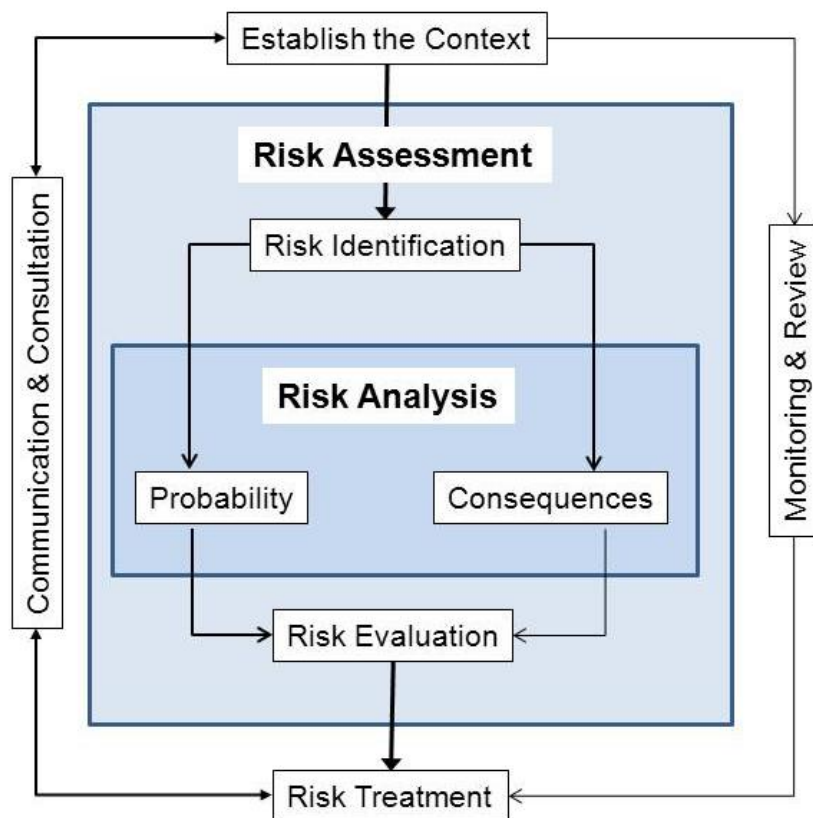 Establish the Context
Risk Assessment
Risk Identification
Communication & Consultation
Monitoring & Review
Risk Analysis
Probability
Consequences
Risk Evaluation
Risk Treatment